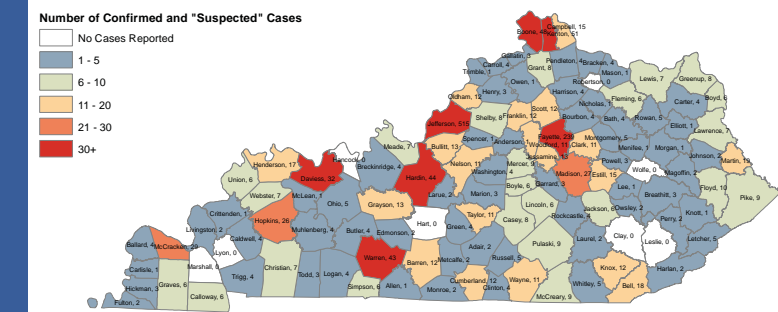 Number of Confirmed and "Suspected" Cases
No Cases Reported
1 - 5
6 - 10
11 - 20
21 - 30
30+
Campbell, 15
Boone, 
Kenton, 51
Gallatin, 3
Carroll, 4
Grant, 8
Pendleton, 4
Bracken, 4
Trimble, 1
Mason, 1
Robertson, 0
Lewis, 7
Greenup, 8
Owen, 1
Boyd, 6
Oldham, 12
Henry, 3
Harrison, 4
Fleming, 6
Carter, 4
Nicholas, 1
Scott, 12
Jefferson, 515
Shelby, 8
Franklin, 12
Bourbon, 4
Bath, 4
Rowan, 5
Elliott, 1
Lawrence, 7
Fayette, 235
Spencer, 1
Anderson, 1
Woodford, 11
Clark, 11
Montgomery, 5
Menifee, 1
Morgan, 1
Johnson, 2
Martin, 19
Meade, 7
Bullitt, 13
Hancock, 0
Breckinridge, 4
Henderson, 17
Daviess, 32
Hardin, 44
Nelson, 11
Washington, 4
Mercer, 9
Jessamine, 13
Madison, 27
Estill, 15
Powell, 3
Wolfe, 0
Magoffin, 2
Floyd, 10
Pike, 9
Union, 6
Webster, 7
McLean, 1
Ohio, 5
Grayson, 13
Larue, 2
Marion, 3
Boyle, 6
Garrard, 3
Lee, 1
Breathitt, 3
Knott, 1
Crittenden, 1
Hopkins, 26
Muhlenberg, 4
Butler, 4
Edmonson, 2
Hart, 0
Green, 4
Taylor, 11
Casey, 8
Lincoln, 6
Rockcastle, 4
Jackson, 6
Owsley, 2
Perry, 2
Letcher, 5
Livingston, 2
Caldwell, 4
Lyon, 0
Ballard, 4
McCracken, 29
Marshall, 0
Trigg, 4
Christian, 7
Todd, 3
Logan, 4
Warren, 43
Barren, 12
Metcalfe, 2
Adair, 2
Russell, 5
Pulaski, 9
Laurel, 2
Clay, 0
Leslie, 0
Harlan, 2
Carlisle, 1
Hickman, 3
Graves, 6
Fulton, 2
Calloway, 6
Simpson, 6
Allen, 1
Monroe, 2
Cumberland, 12
Clinton, 4
Wayne, 11
McCreary, 9
Whitley, 5
Knox, 12
Bell, 18